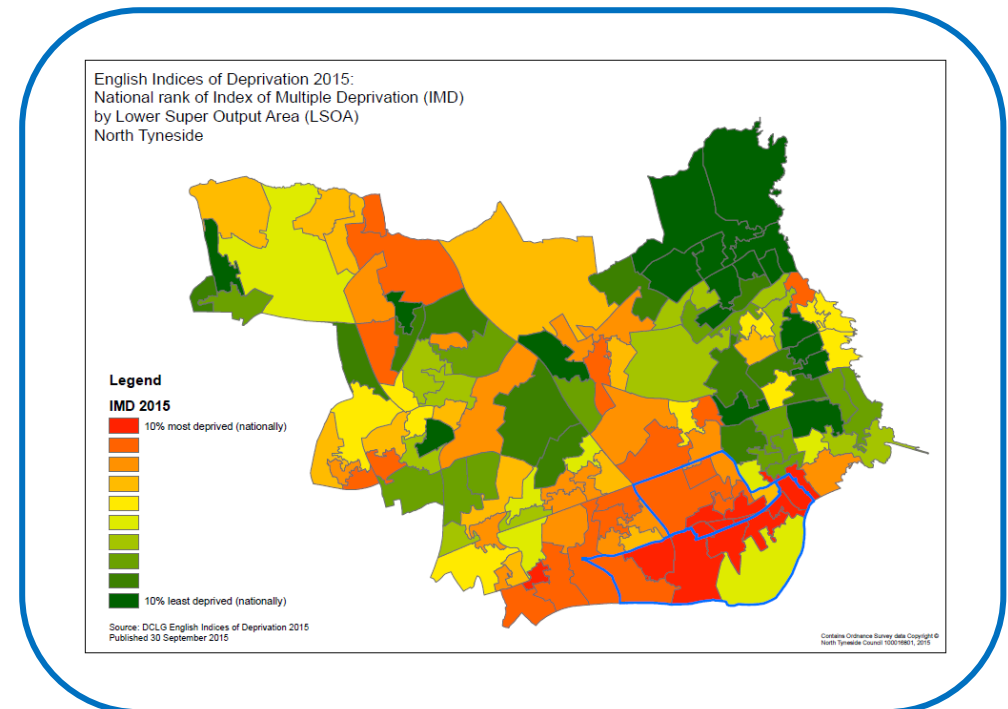 English Indices of Deprivation 2015:
National rank of Index of Multiple Deprivation (IMD)
by Lower Super Output Area (LSOA)
North Tyneside
Legend
IMD 2015
10% most deprived (nationally)
10% least deprived (nationally)
Source: DCLG English Indices of Deprivation 2015
Published 30 September 2015
Contains Ordnance Survey data Copyright ©
North Tyneside Council 100016801, 2015